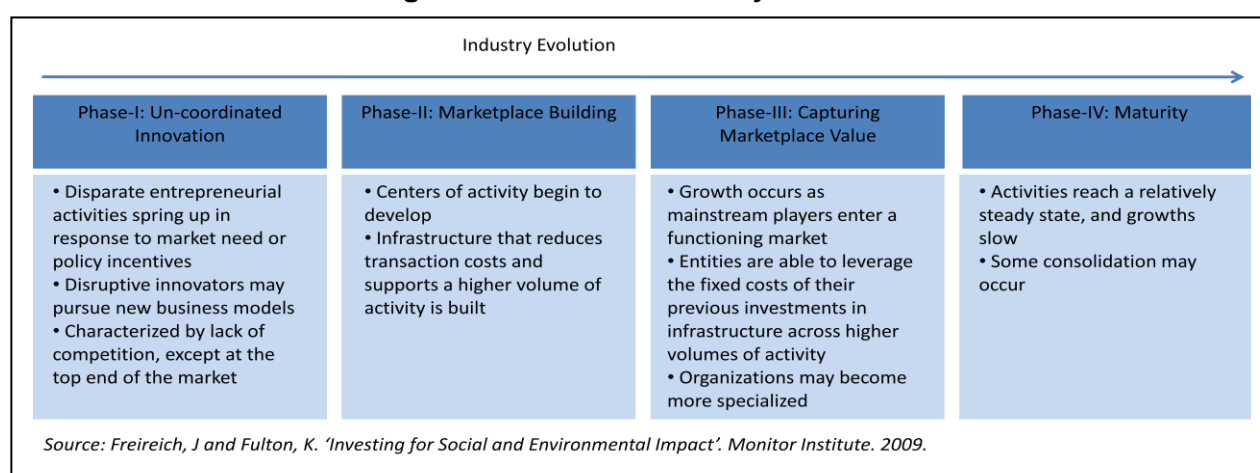 Industry Evolution
Phase-I: Un-coordinated
Innovation
• Disparate entrepreneurial
activities spring up in
response to market need or
policy incentives
• Disruptive innovators may
pursue new business models
• Characterized by lack of
competition, except at the
top end of the market
Phase-II: Marketplace Building
• Centers of activity begin to
develop
• Infrastructure that reduces
transaction costs and
supports a higher volume of
activity is built
Phase-III: Capturing
Marketplace Value
• Growth occurs as
mainstream players enter a
functioning market
• Entities are able to leverage
the fixed costs of their
previous investments in
infrastructure across higher
volumes of activity
• Organizations may become
more specialized
Phase-IV: Maturity
• Activities reach a relatively
steady state, and growths
slow
• Some consolidation may
occur
Source: Freireich, J and Fulton, K. ‘Investing for Social and Environmental Impact’. Monitor Institute. 2009.